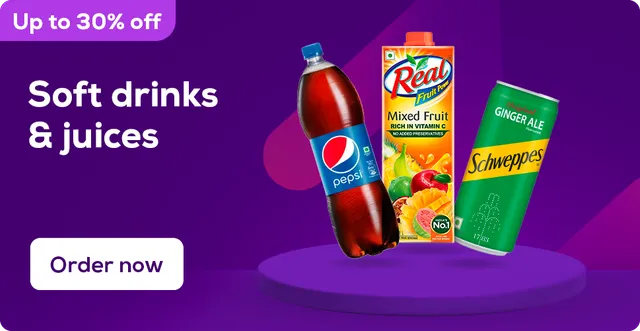 Up to 30% off
Soft drinks
& juices
Order now
pepsi
Real
Fruit Power
Mixed Fruit
RICH IN VITAMIN C
NO ADDED PRESERVATIVES
No.1
GINGER ALE
Schweppes
1783